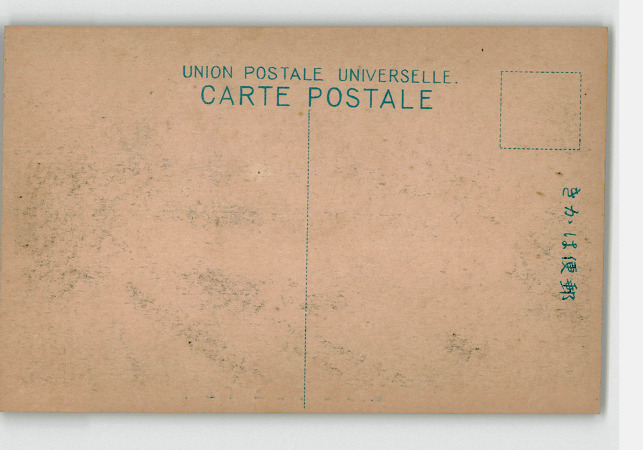 UNION POSTALE UNIVERSELLE.
CARTE POSTALE
きかは便郵